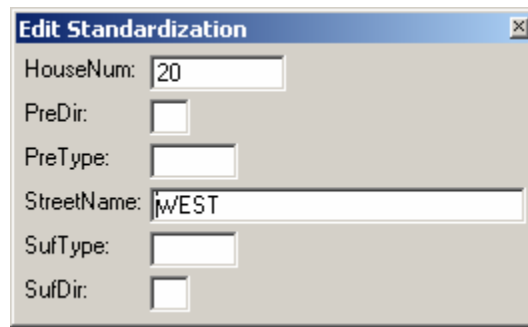 Edit Standardization
HouseNum: 20
PreDir:
PreType:
StreetName: WEST
SufType:
SufDir: